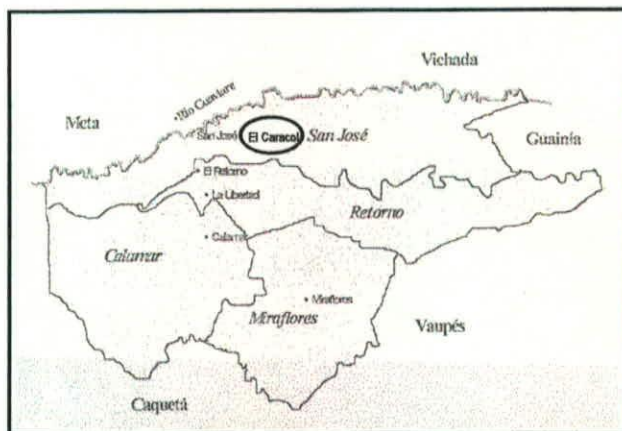 Vichada
Río Guaviare
Meta
San José
El Caracol
San José
Guainía
El Retorno
La Libertad
Retorno
Calamar
Calamar
Miraflores
Miraflores
Vaupés
Caquetá